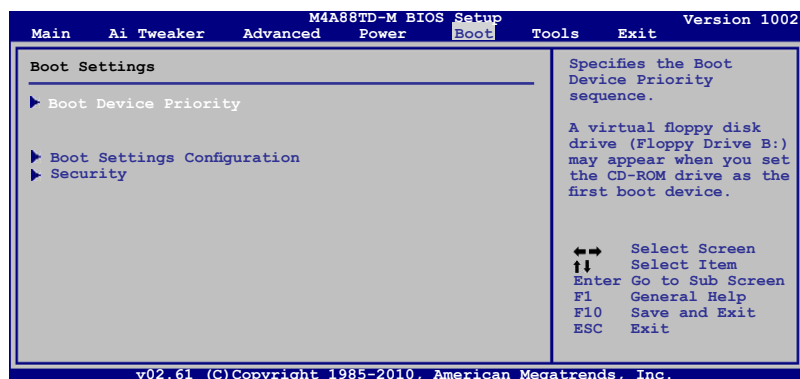 M4A88TD-M BIOS Setup Version 1002
Main Ai Tweaker Advanced Power Boot Tools Exit
Boot Settings
Boot Device Priority
Boot Settings Configuration
Security
Specifies the Boot
Device Priority
sequence.
A virtual floppy disk
drive (Floppy Drive B:)
may appear when you set
the CD-ROM drive as the
first boot device.
←→ Select Screen
↑↓ Select Item
Enter Go to Sub Screen
F1 General Help
F10 Save and Exit
ESC Exit
v02.61 (C)Copyright 1985-2010, American Megatrends, Inc.